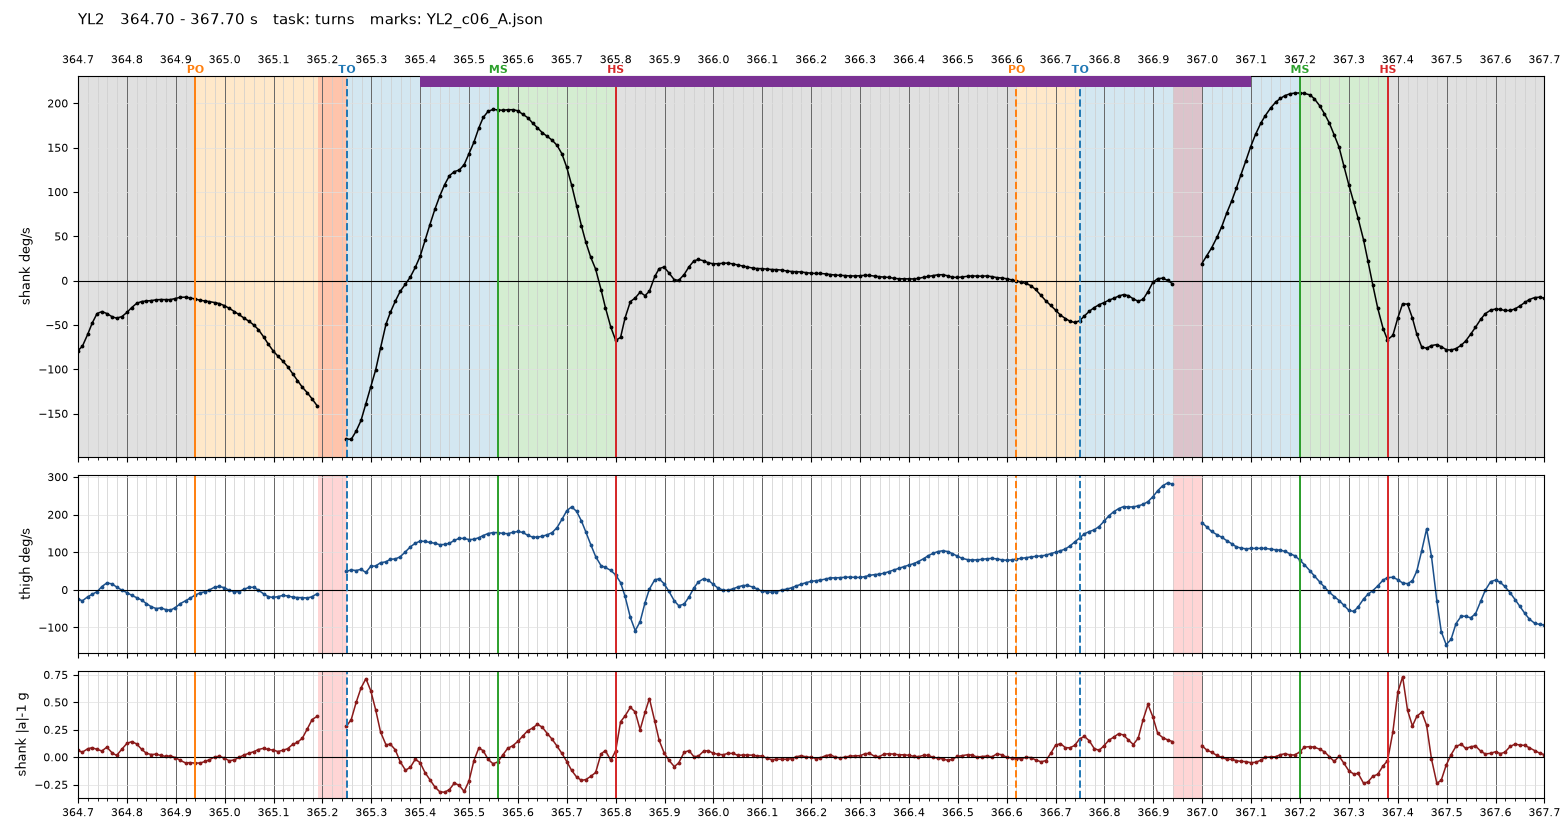 YL2   364.70 - 367.70 s   task: turns   marks: YL2_c06_A.json
364.7 364.8 364.9 365.0 365.1 365.2 365.3 365.4 365.5 365.6 365.7 365.8 365.9 366.0 366.1 366.2 366.3 366.4 366.5 366.6 366.7 366.8 366.9 367.0 367.1 367.2 367.3 367.4 367.5 367.6 367.7
PO TO MS HS PO TO MS HS
shank deg/s
200
150
100
50
0
−50
−100
−150
thigh deg/s
300
200
100
0
−100
shank |a|-1 g
0.75
0.50
0.25
0.00
−0.25
364.7 364.8 364.9 365.0 365.1 365.2 365.3 365.4 365.5 365.6 365.7 365.8 365.9 366.0 366.1 366.2 366.3 366.4 366.5 366.6 366.7 366.8 366.9 367.0 367.1 367.2 367.3 367.4 367.5 367.6 367.7